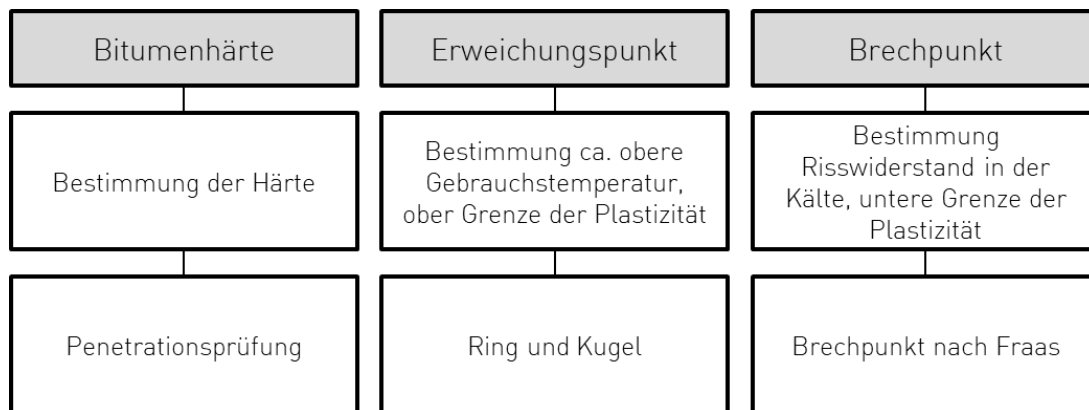 Bitumenhärte
Bestimmung der Härte
Penetrationsprüfung
Erweichungspunkt
Bestimmung ca. obere
Gebrauchstemperatur,
ober Grenze der Plastizität
Ring und Kugel
Brechpunkt
Bestimmung
Risswiderstand in der
Kälte, untere Grenze der
Plastizität
Brechpunkt nach Fraas